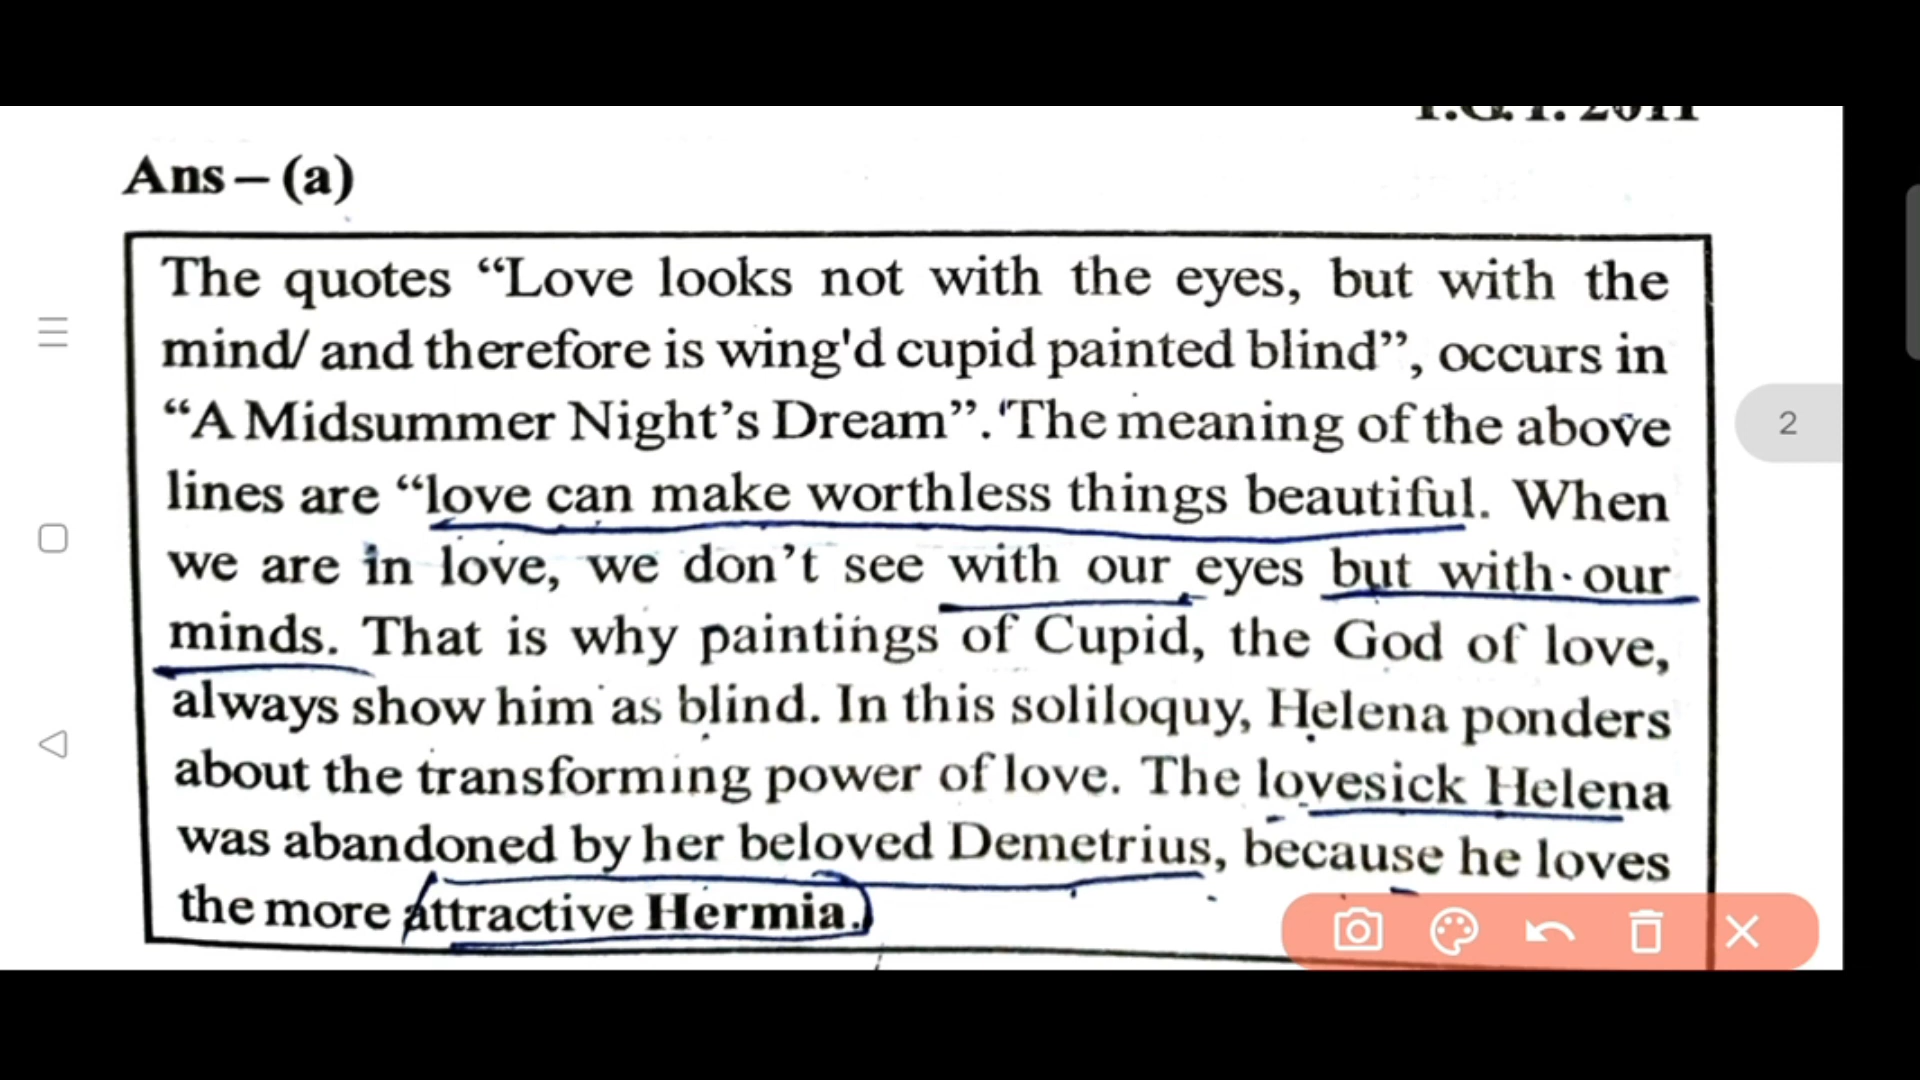 T.G.T. 2011
Ans – (a)
The quotes “Love looks not with the eyes, but with the
mind/ and therefore is wing'd cupid painted blind”, occurs in
“A Midsummer Night’s Dream”. The meaning of the above
lines are “love can make worthless things beautiful. When
we are in love, we don’t see with our eyes but with our
minds. That is why paintings of Cupid, the God of love,
always show him as blind. In this soliloquy, Helena ponders
about the transforming power of love. The lovesick Helena
was abandoned by her beloved Demetrius, because he loves
the more attractive Hermia.
2